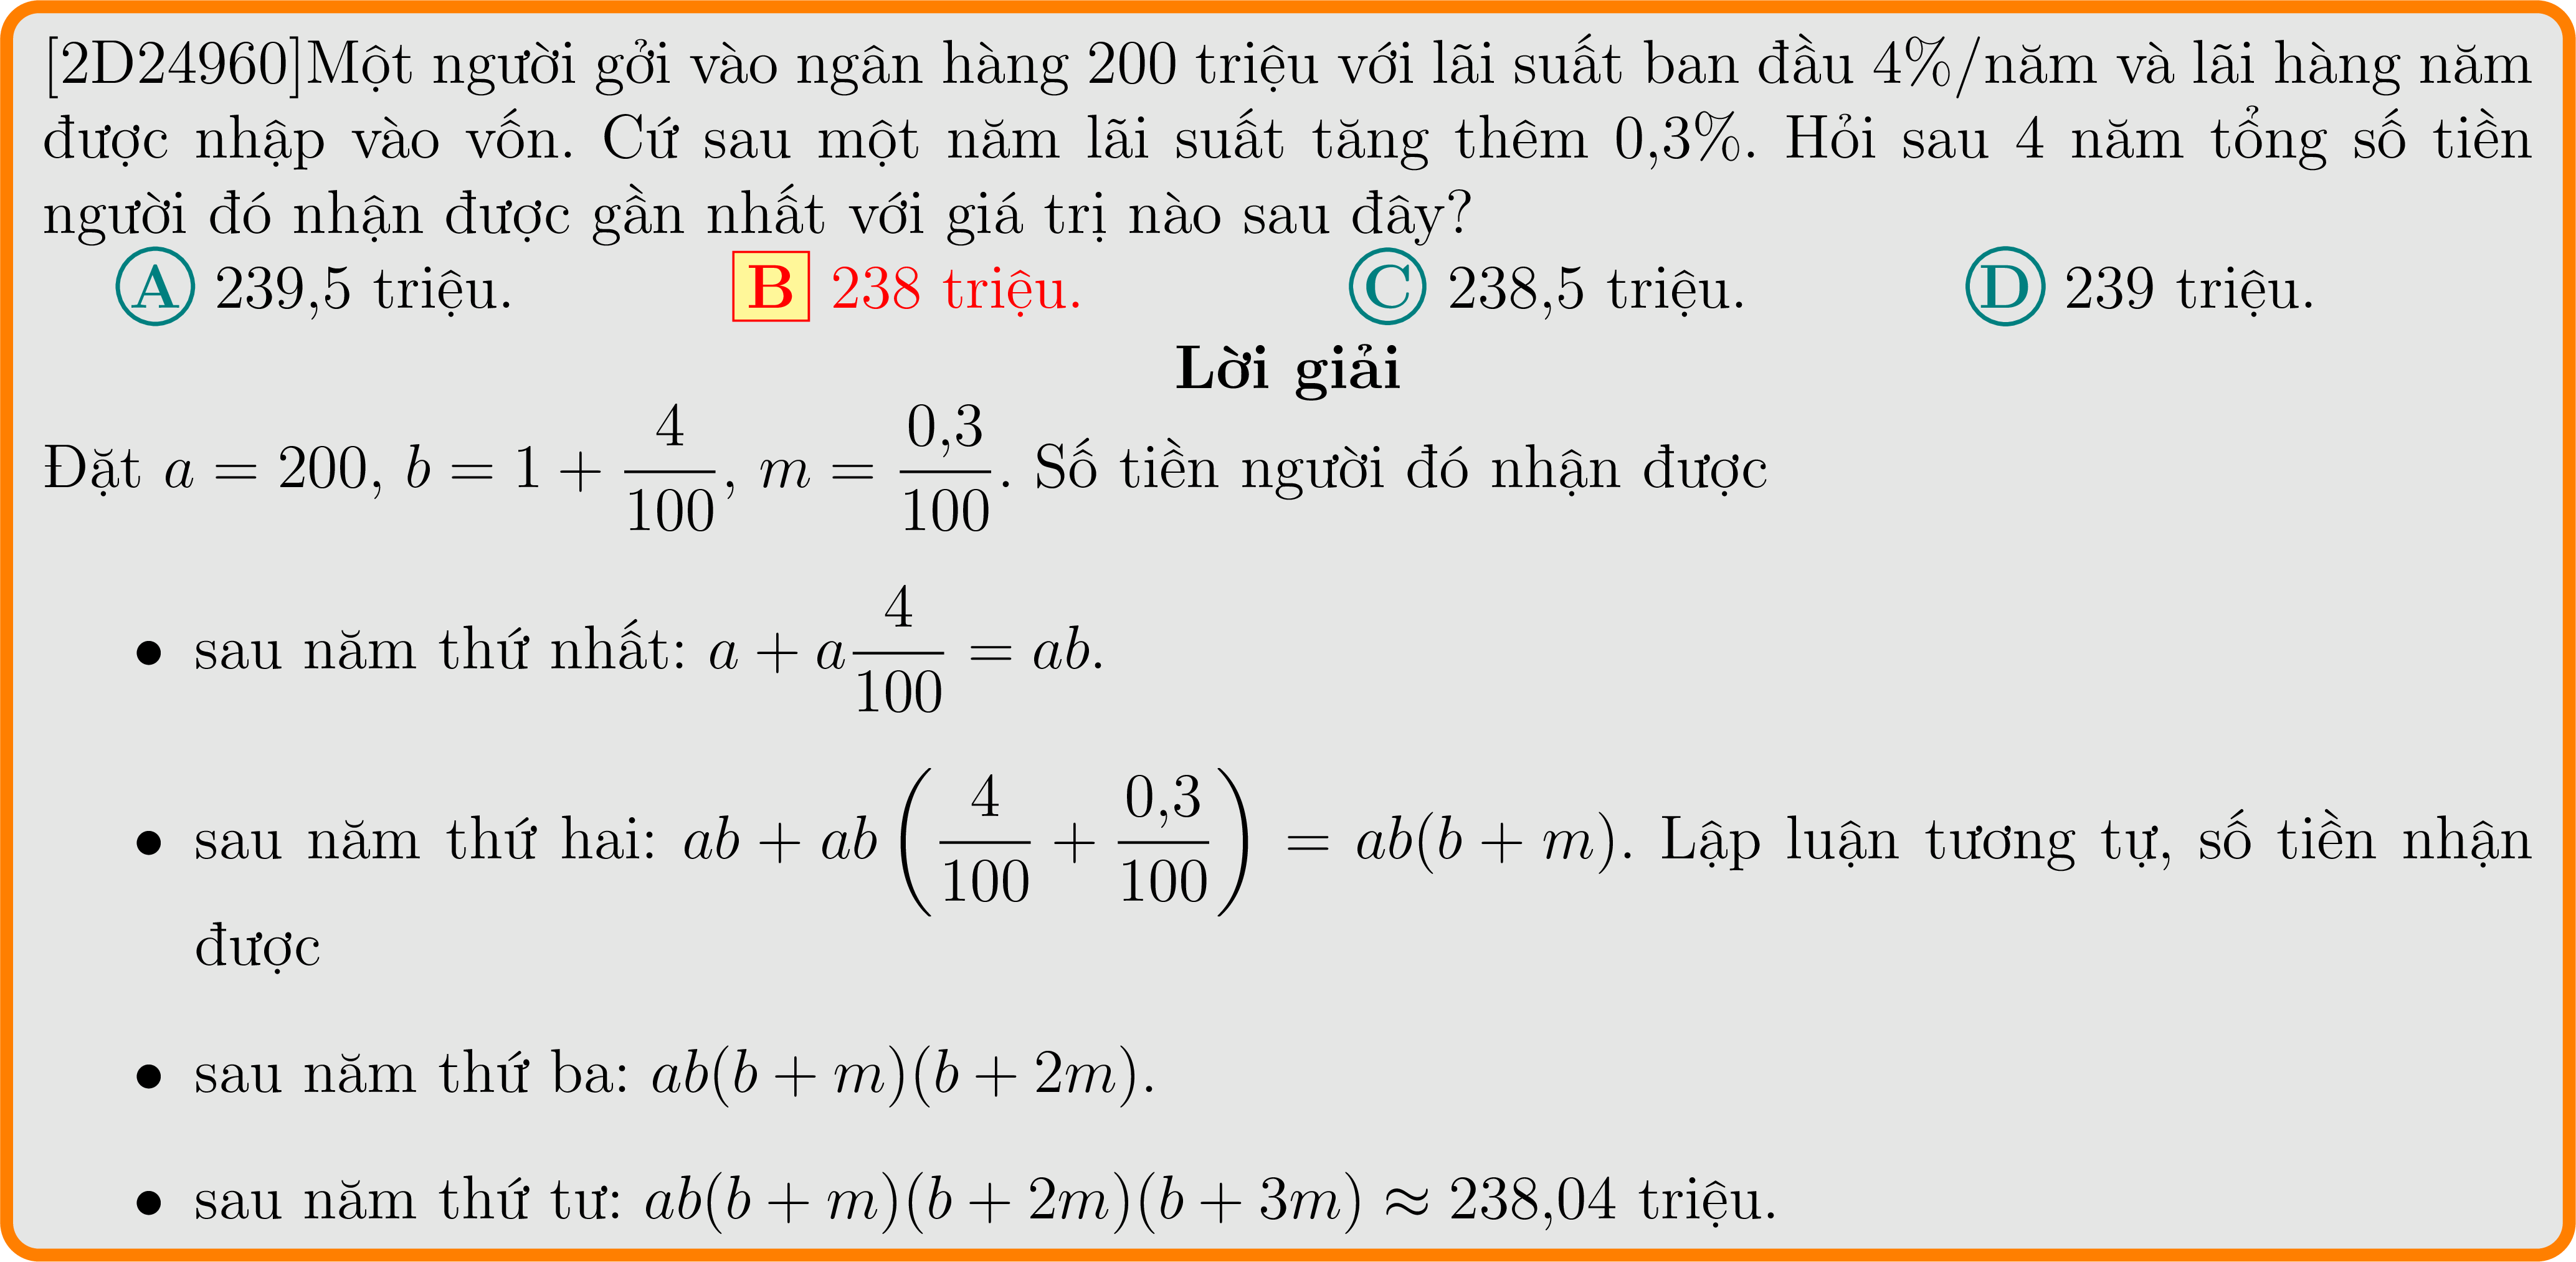 [2D24960]Một người gởi vào ngân hàng 200 triệu với lãi suất ban đầu 4%/năm và lãi hàng năm
được nhập vào vốn. Cứ sau một năm lãi suất tăng thêm 0,3%. Hỏi sau 4 năm tổng số tiền
người đó nhận được gần nhất với giá trị nào sau đây?
A 239,5 triệu. B 238 triệu. C 238,5 triệu. D 239 triệu.
Lời giải
Đặt a = 200, b = 1 + \frac{4}{100}, m = \frac{0,3}{100}. Số tiền người đó nhận được
• sau năm thứ nhất: a + a\frac{4}{100} = ab.
• sau năm thứ hai: ab + ab(\frac{4}{100} + \frac{0,3}{100}) = ab(b + m). Lập luận tương tự, số tiền nhận
được
• sau năm thứ ba: ab(b + m)(b + 2m).
• sau năm thứ tư: ab(b + m)(b + 2m)(b + 3m) ≈ 238,04 triệu.